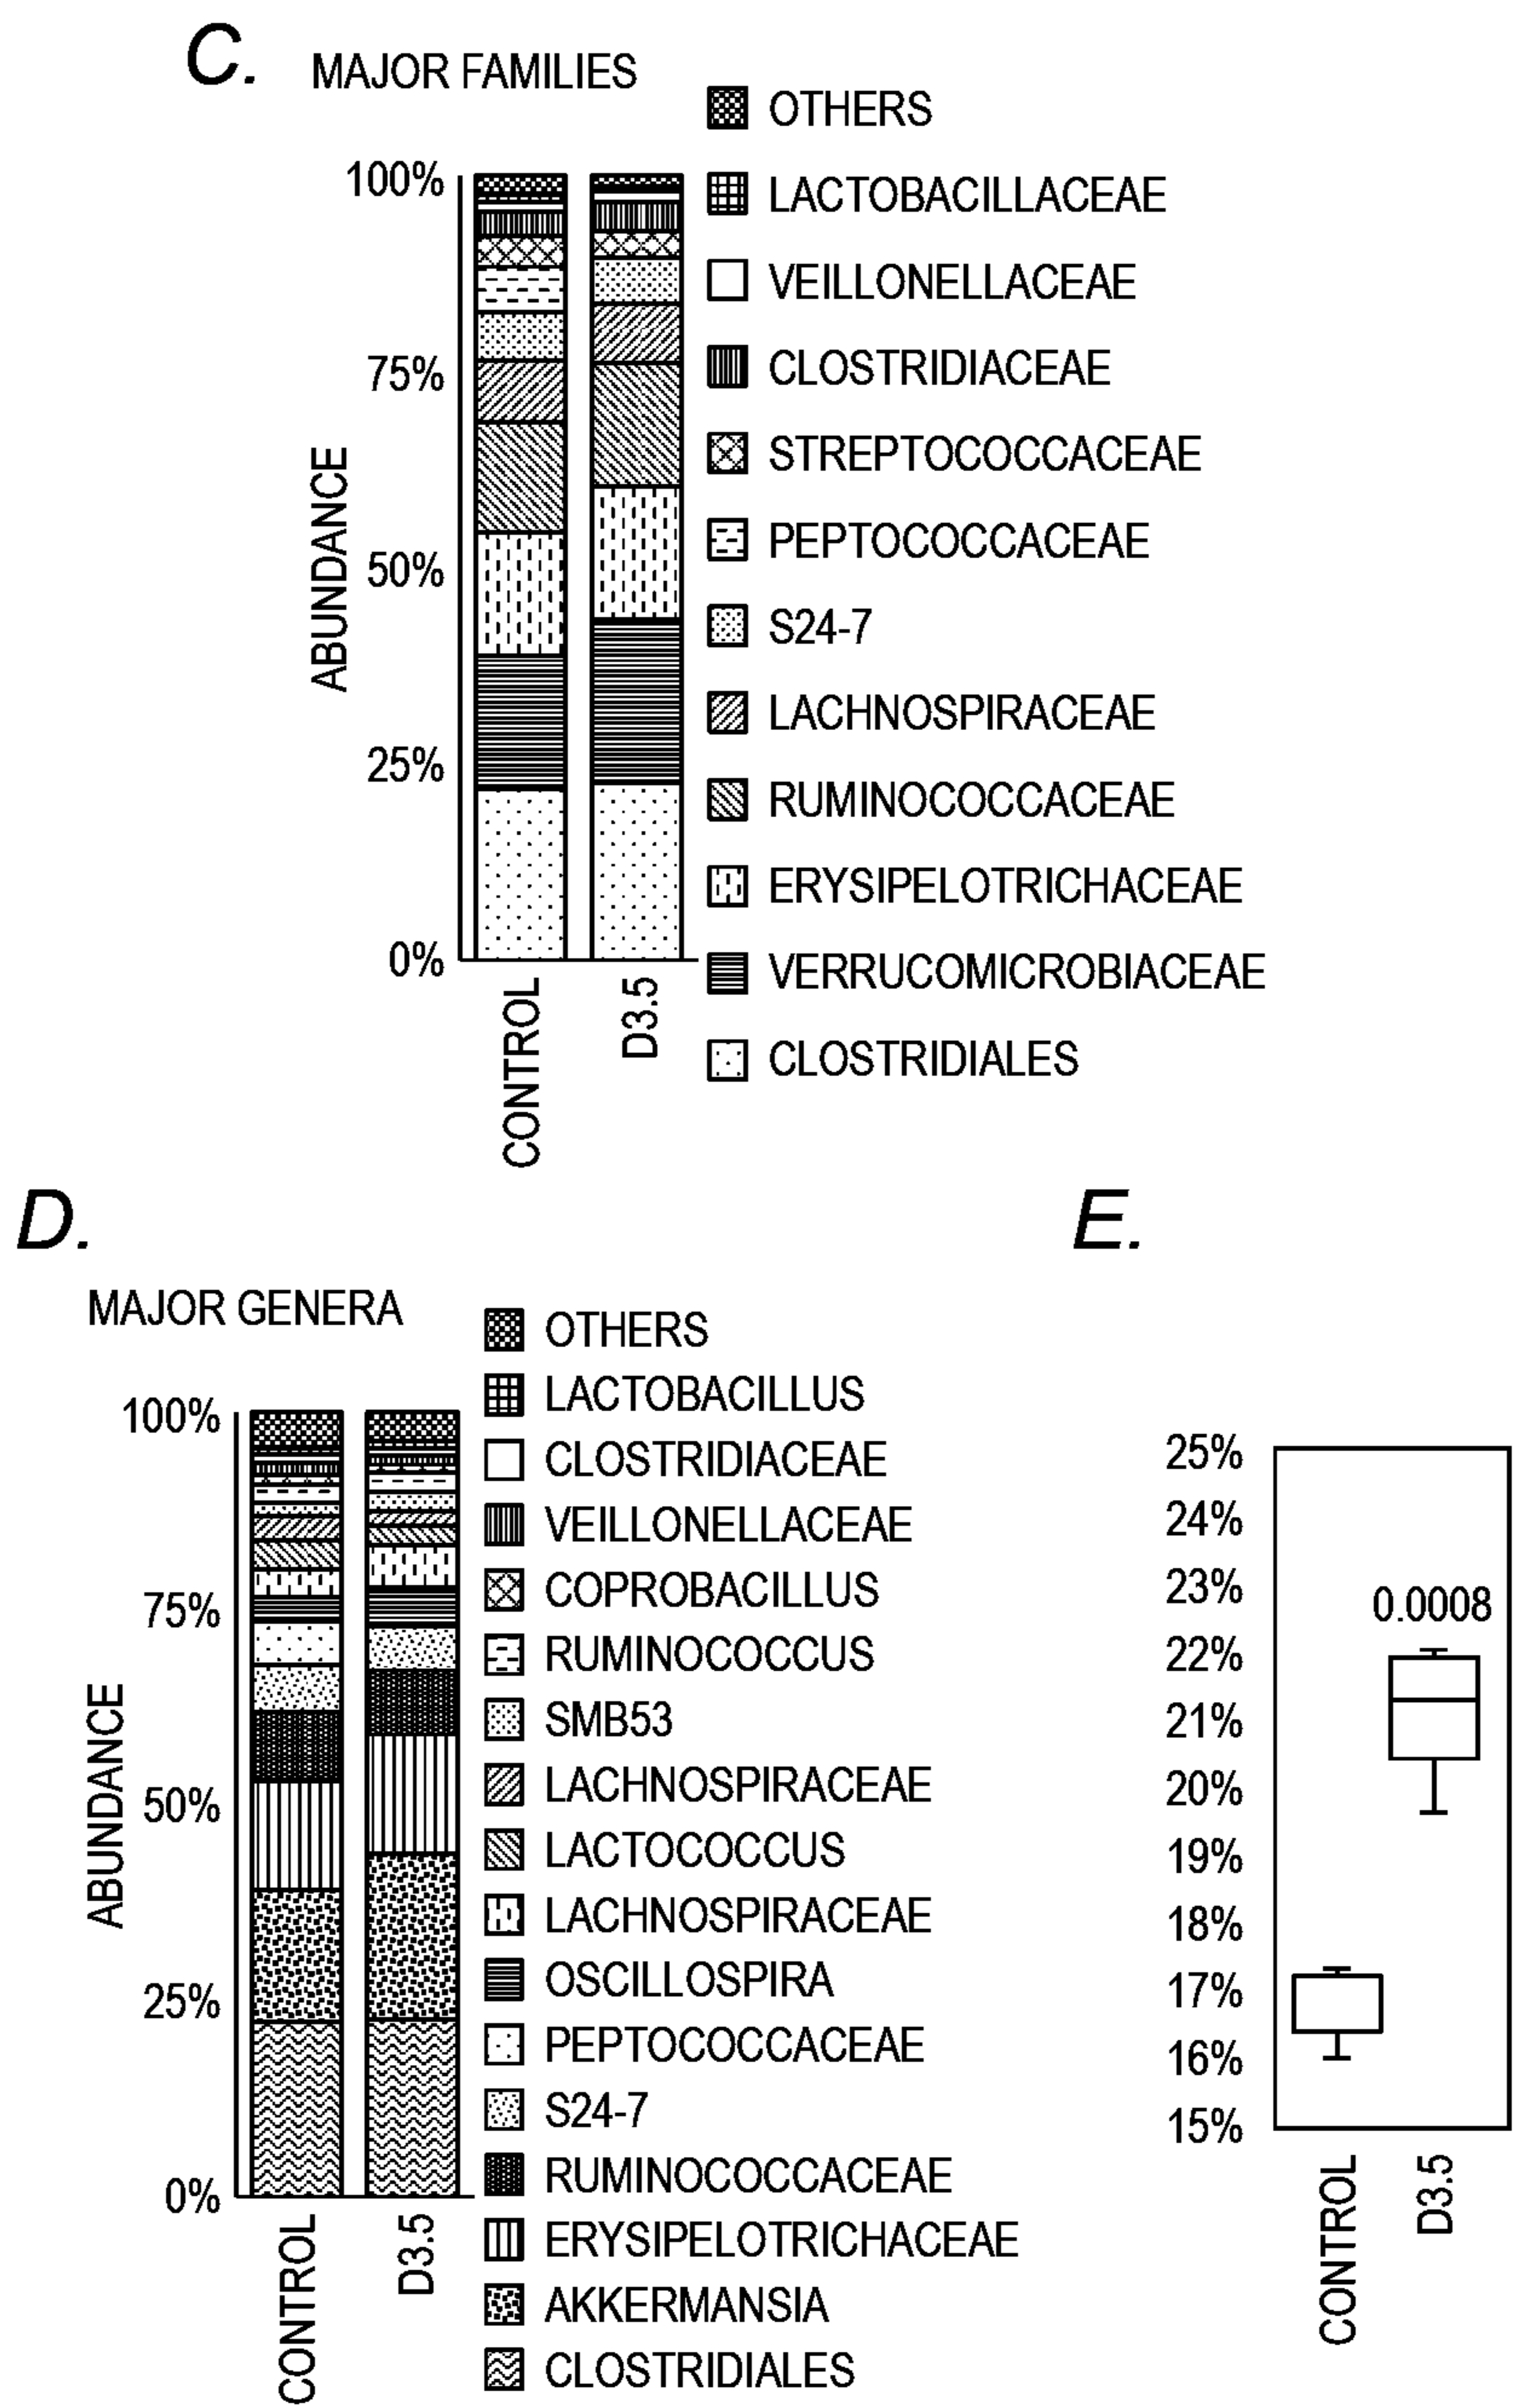 C. MAJOR FAMILIES
OTHERS
LACTOBACILLACEAE
VEILLONELLACEAE
CLOSTRIDIACEAE
STREPTOCOCCACEAE
PEPTOCOCCACEAE
S24-7
LACHNOSPIRACEAE
RUMINOCOCCACEAE
ERYSIPELOTRICHACEAE
VERRUCOMICROBIACEAE
CLOSTRIDIALES
ABUNDANCE
100%
75%
50%
25%
0%
CONTROL
D3.5
D.
MAJOR GENERA
OTHERS
LACTOBACILLUS
CLOSTRIDIACEAE
VEILLONELLACEAE
COPROBACILLUS
RUMINOCOCCUS
SMB53
LACHNOSPIRACEAE
LACTOCOCCUS
LACHNOSPIRACEAE
OSCILLOSPIRA
PEPTOCOCCACEAE
S24-7
RUMINOCOCCACEAE
ERYSIPELOTRICHACEAE
AKKERMANSIA
CLOSTRIDIALES
ABUNDANCE
100%
75%
50%
25%
0%
CONTROL
D3.5
E.
25%
24%
23%
22%
21%
20%
19%
18%
17%
16%
15%
0.0008
CONTROL
D3.5